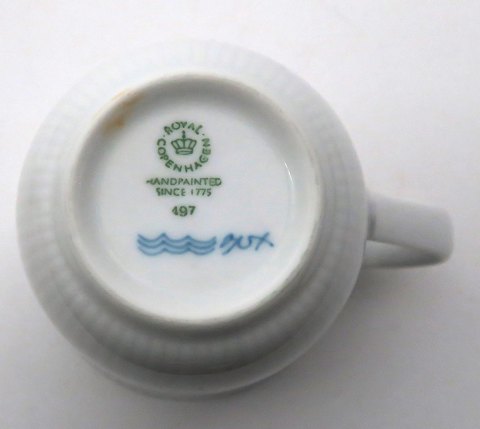 ROYAL
COPENHAGEN
HANDPAINTED
SINCE 1775
497